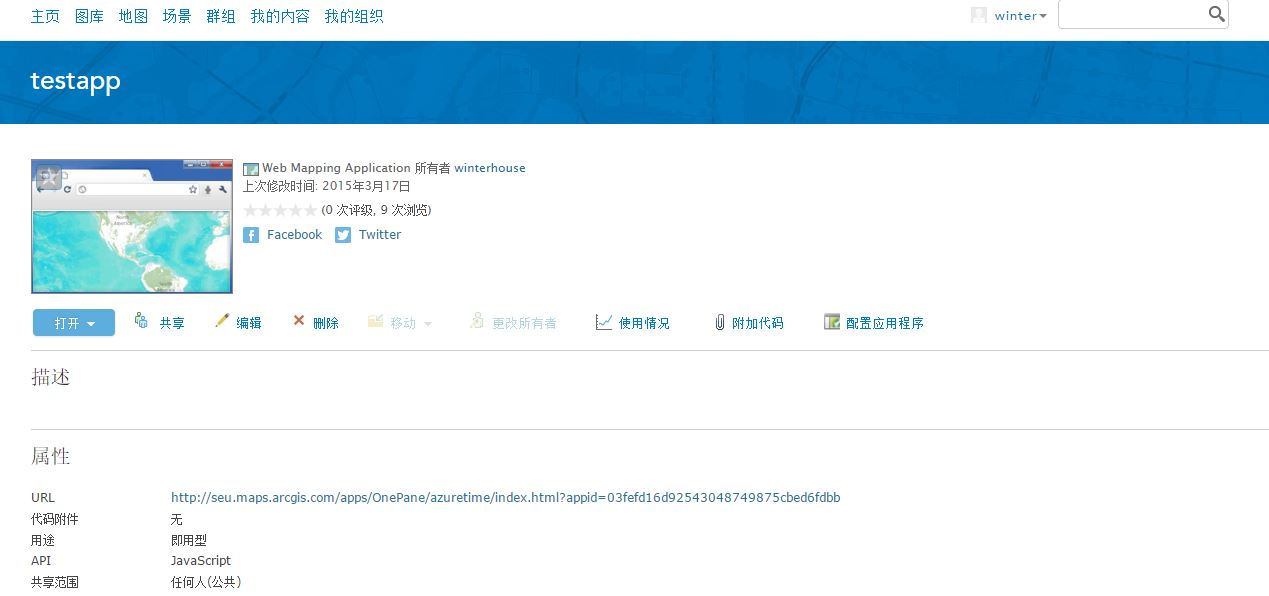 主页 图库 地图 场景 群组 我的内容 我的组织 winter
testapp
Web Mapping Application 所有者 winterhouse
上次修改时间: 2015年3月17日
(0 次评级, 9 次浏览)
Facebook Twitter
North America
打开 共享 编辑 删除 移动 更改所有者 使用情况 附加代码 配置应用程序
描述
属性
URL http://seu.maps.arcgis.com/apps/OnePane/azuretime/index.html?appid=03fefd16d92543048749875cbed6fdbb
代码附件 无
用途 即用型
API JavaScript
共享范围 任何人(公共)